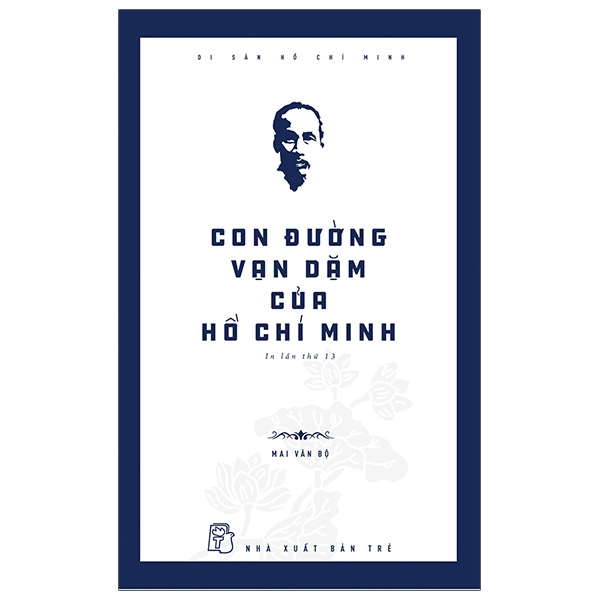 DI SẢN HỒ CHÍ MINH
CON ĐƯỜNG
VẠN DẶM
CỦA
HỒ CHÍ MINH
In lần thứ 13
MAI VĂN BỘ
T
NHÀ XUẤT BẢN TRẺ